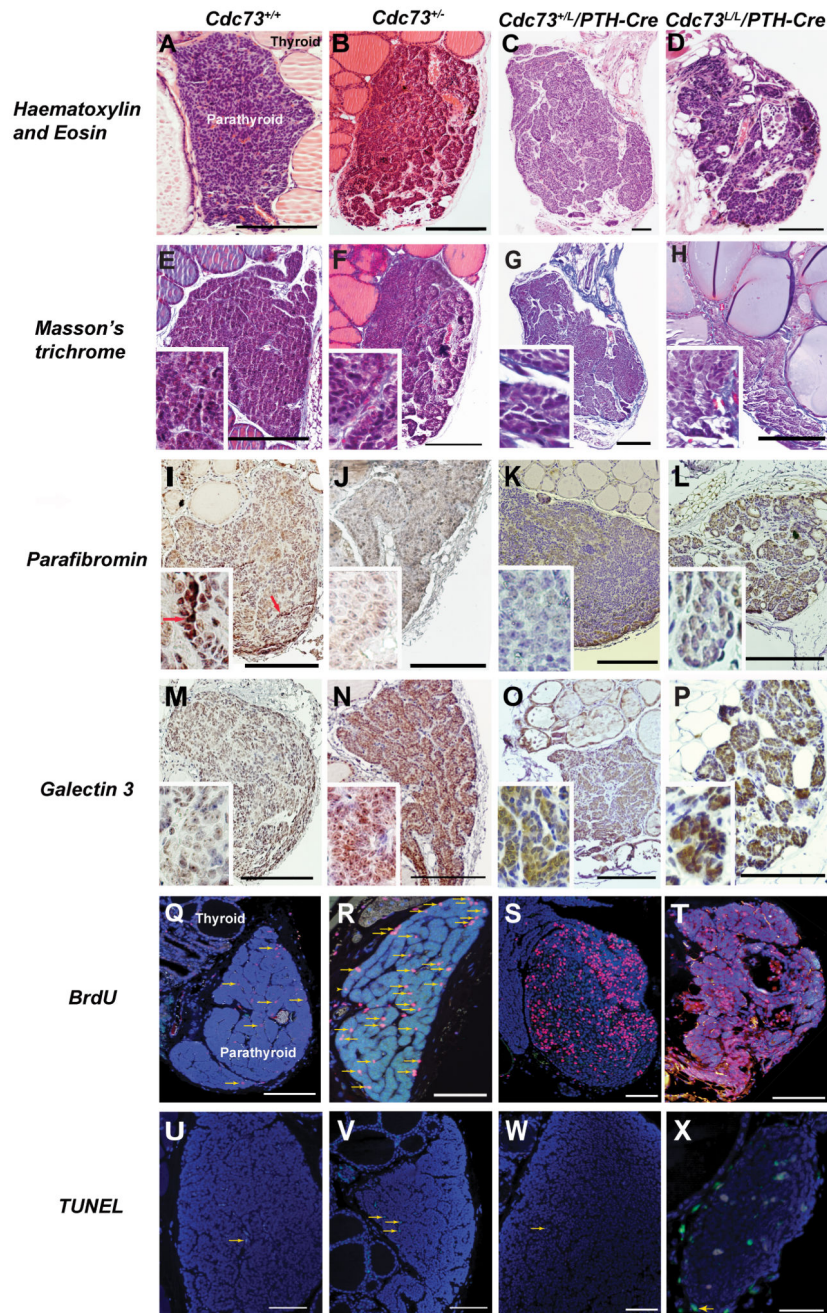 Cdc73+/+ Cdc73+/- Cdc73+/L/PTH-Cre Cdc73L/L/PTH-Cre
A Thyroid B C D
Haematoxylin
and Eosin
Parathyroid
E F G H
Masson's
trichrome
I J K L
Parafibromin
M N O P
Galectin 3
Q Thyroid R S T
BrdU
Parathyroid
U V W X
TUNEL